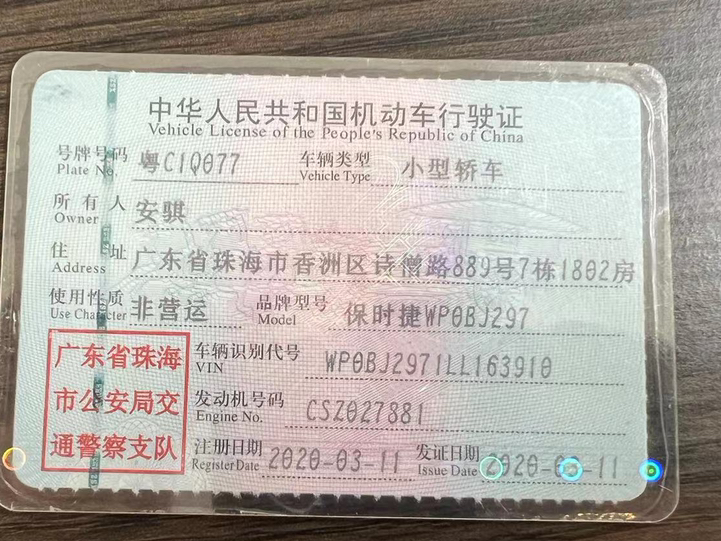 中华人民共和国机动车行驶证
Vehicle License of the People's Republic of China
号牌号码 粤C1Q077 车辆类型 小型轿车
Plate No. Vehicle Type
所有人 安骐
Owner
住址 广东省珠海市香洲区诗僧路889号7栋1802房
Address
使用性质 非营运 品牌型号 保时捷WP0BJ297
Use Character Model
广东省珠海
市公安局交
通警察支队
车辆识别代号 WP0BJ2971LL163910
VIN
发动机号码 CSZ027881
Engine No.
注册日期 2020-03-11 发证日期 2020-03-11
Register Date Issue Date